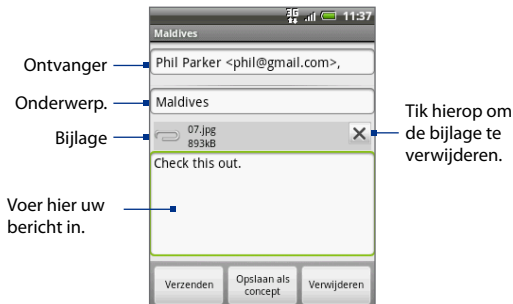 3G 11:37
Maldives
Ontvanger
Phil Parker <phil@gmail.com>,
Onderwerp.
Maldives
Bijlage
07.jpg
893kB
Tik hierop om
de bijlage te
verwijderen.
Check this out.
Voer hier uw
bericht in.
Verzenden
Opslaan als
concept
Verwijderen